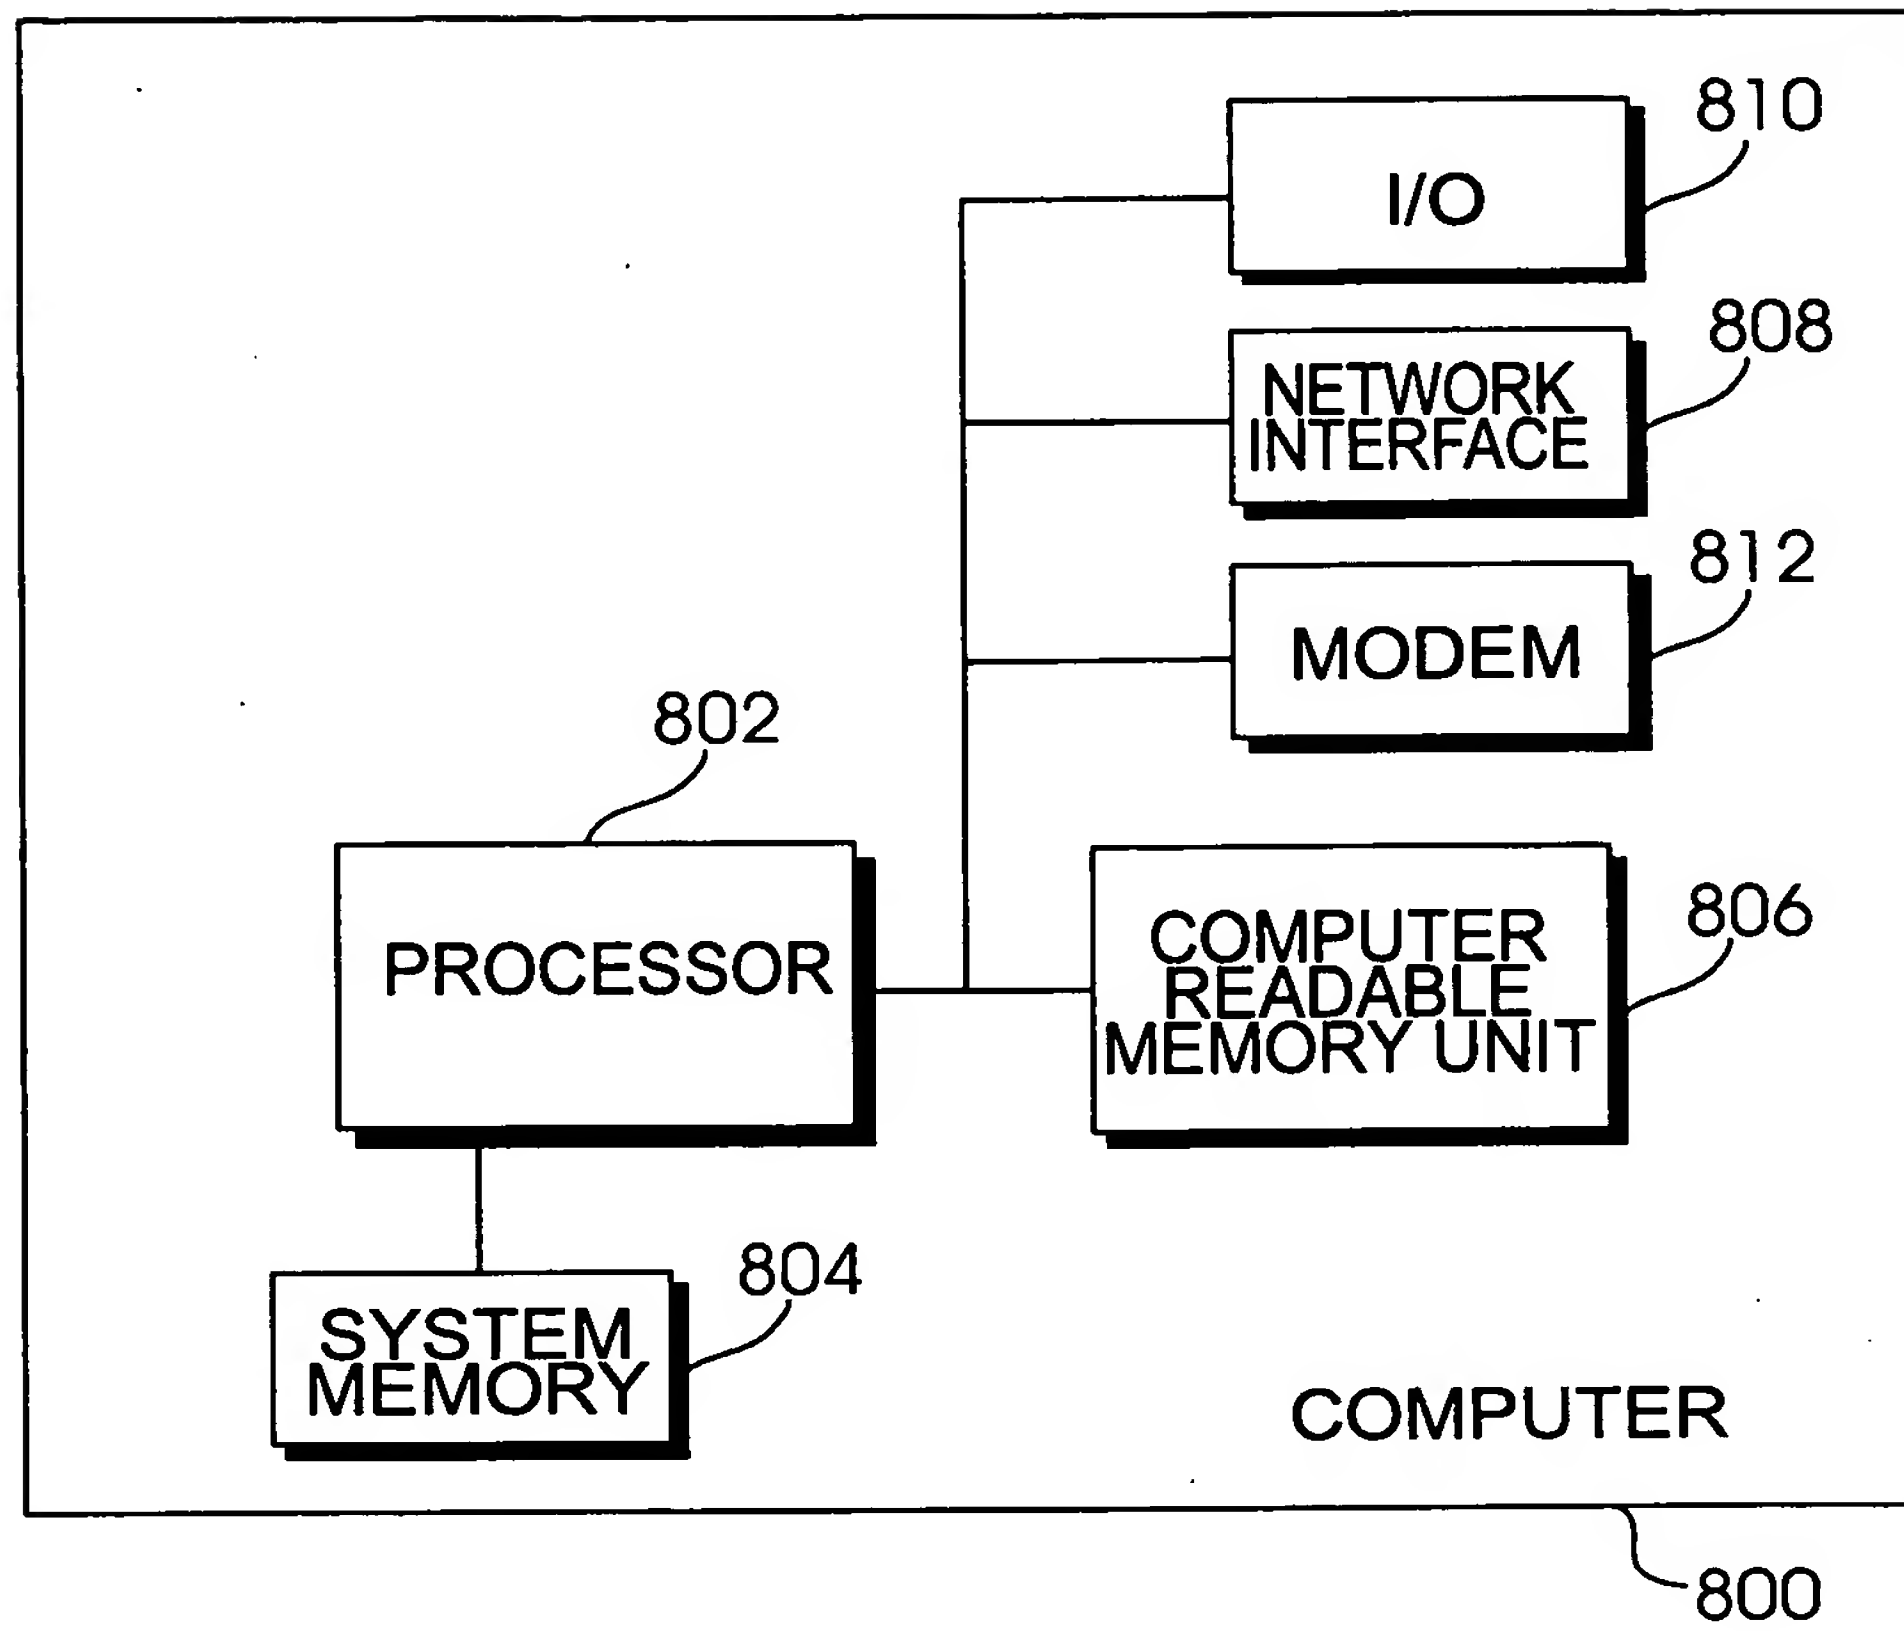 810
I/O
808
NETWORK
INTERFACE
812
MODEM
802
PROCESSOR
806
COMPUTER
READABLE
MEMORY UNIT
804
SYSTEM
MEMORY
COMPUTER
800